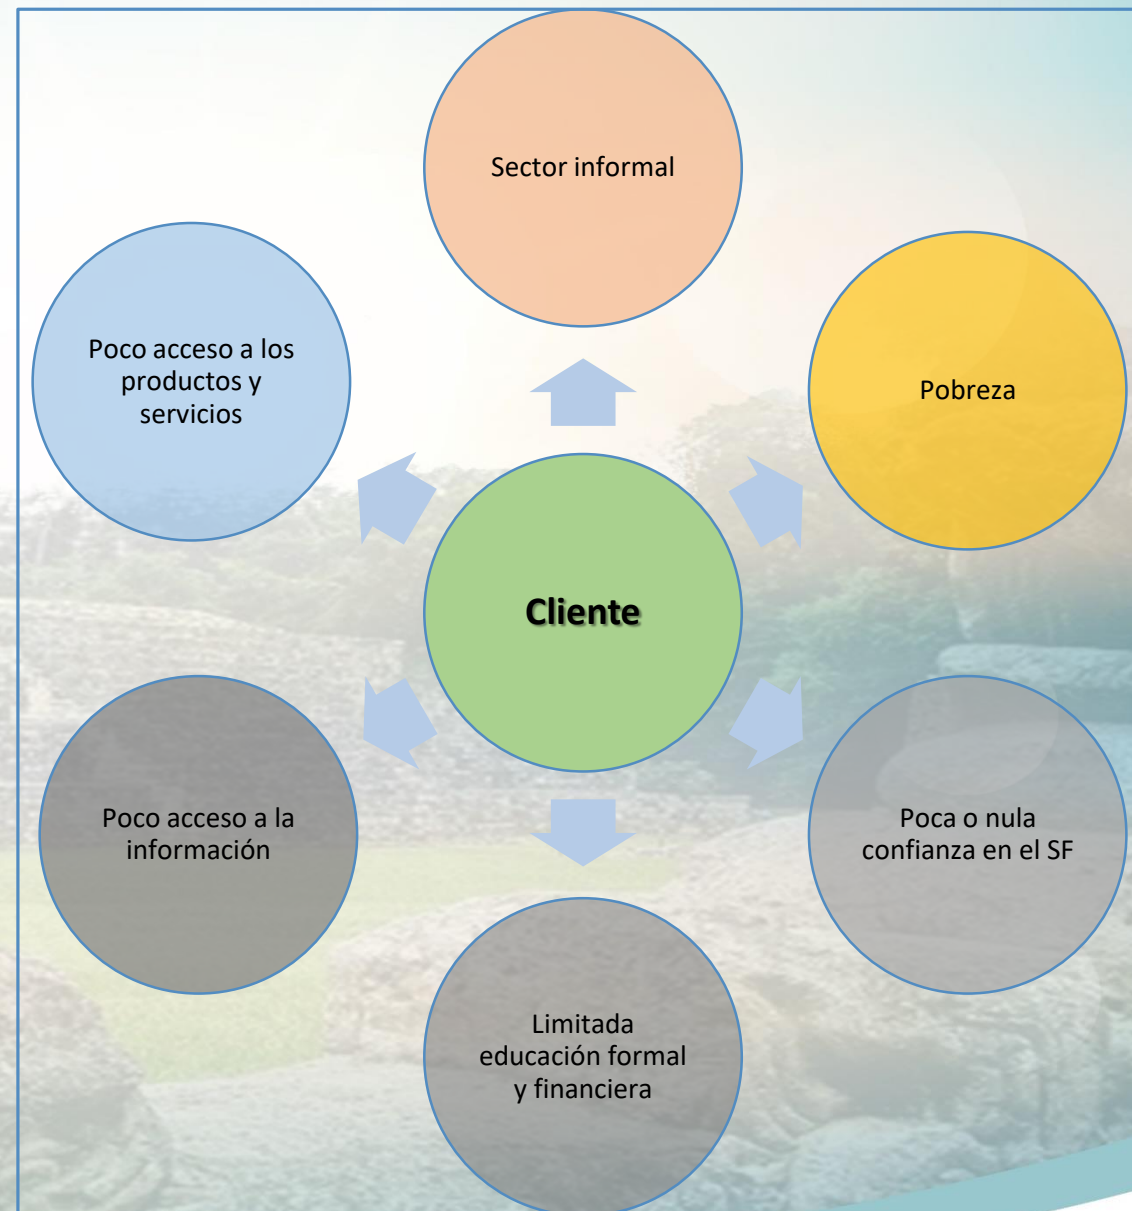 Sector informal
Poco acceso a los
productos y
servicios
Pobreza
Cliente
Poco acceso a la
información
Poca o nula
confianza en el SF
Limitada
educación formal
y financiera